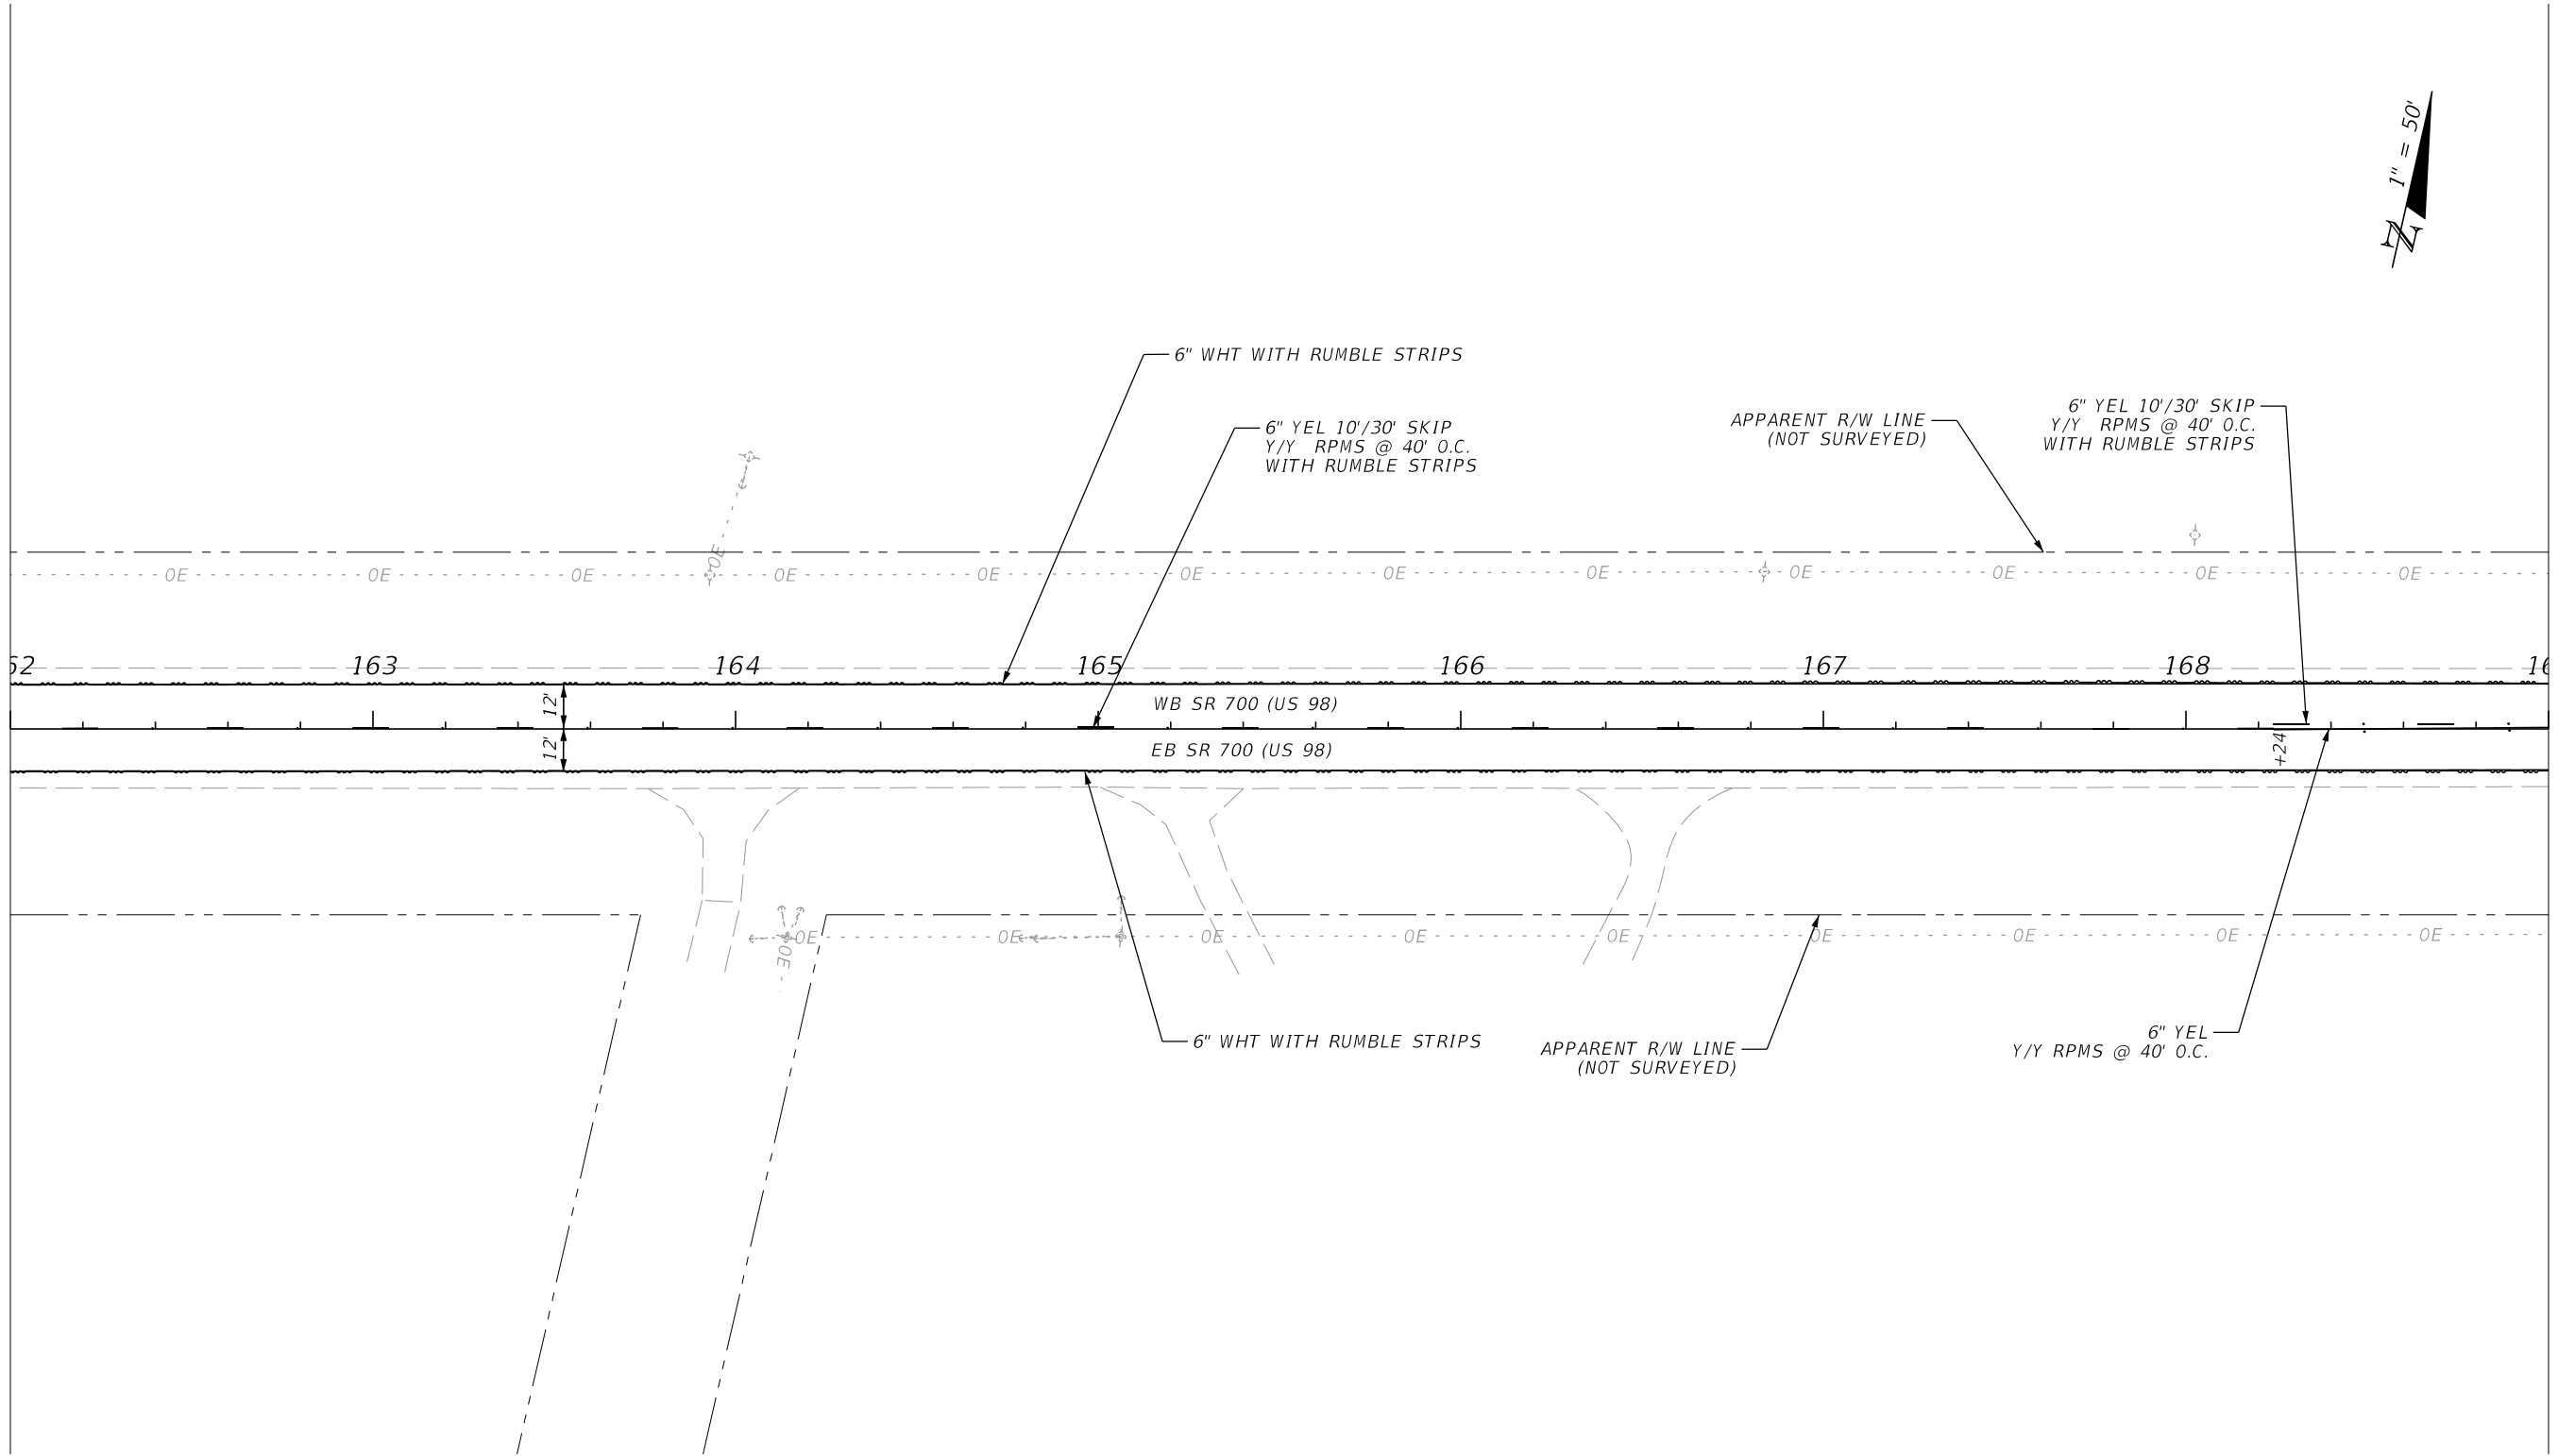 1" = 50'
N
6" WHT WITH RUMBLE STRIPS
6" YEL 10'/30' SKIP
Y/Y RPMS @ 40' O.C.
WITH RUMBLE STRIPS
APPARENT R/W LINE
(NOT SURVEYED)
6" YEL 10'/30' SKIP
Y/Y RPMS @ 40' O.C.
WITH RUMBLE STRIPS
OE
OE OE OE OE OE OE OE OE OE OE OE OE
62 163 164 165 166 167 168 16
12'
WB SR 700 (US 98)
12'
EB SR 700 (US 98)
+24
OE OE OE OE OE OE OE OE OE
OE
6" WHT WITH RUMBLE STRIPS
APPARENT R/W LINE
(NOT SURVEYED)
6" YEL
Y/Y RPMS @ 40' O.C.